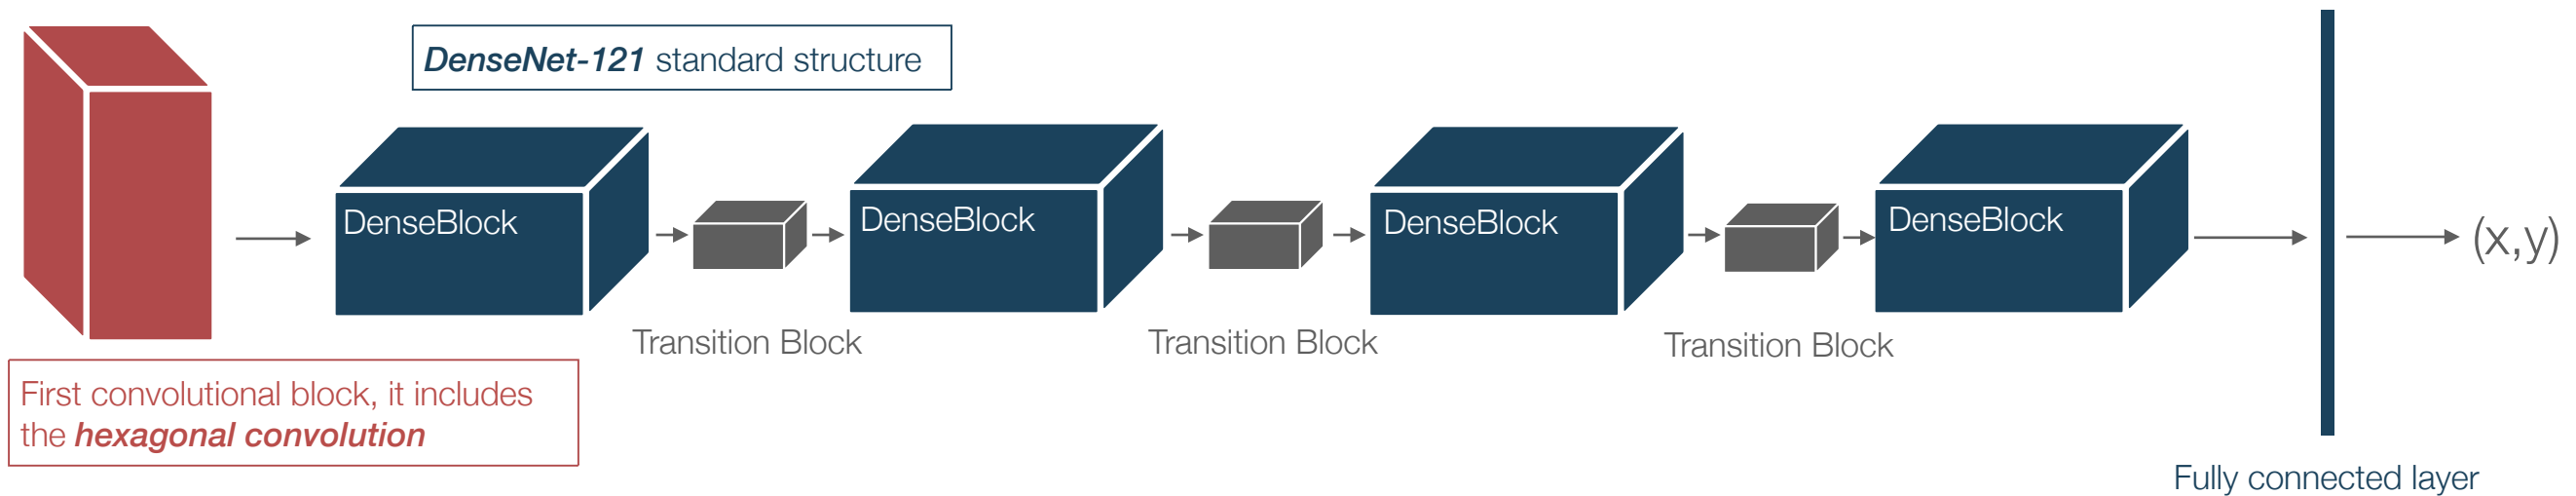 DenseNet-121 standard structure
DenseBlock
DenseBlock
DenseBlock
DenseBlock
(x,y)
Transition Block
Transition Block
Transition Block
First convolutional block, it includes
the hexagonal convolution
Fully connected layer